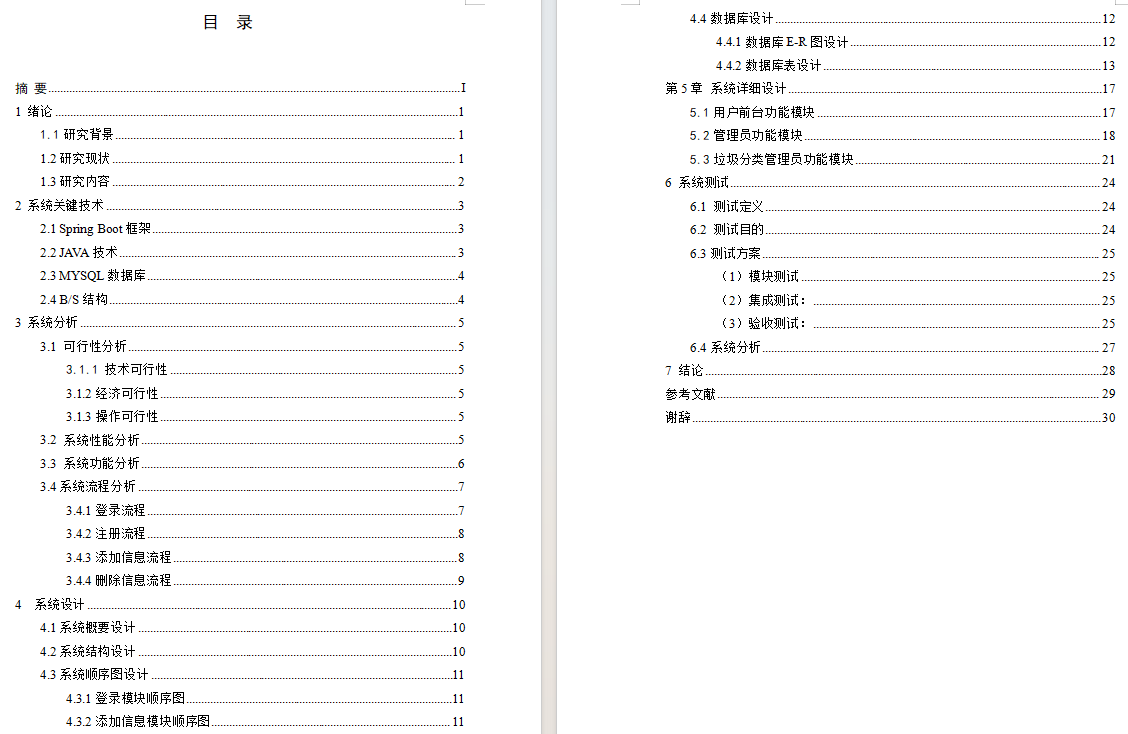 目 录
摘 要 I
1 绪论 1
1.1 研究背景 1
1.2 研究现状 1
1.3 研究内容 2
2 系统关键技术 3
2.1 Spring Boot 框架 3
2.2 JAVA 技术 3
2.3 MYSQL 数据库 4
2.4 B/S 结构 4
3 系统分析 5
3.1 可行性分析 5
3.1.1 技术可行性 5
3.1.2 经济可行性 5
3.1.3 操作可行性 5
3.2 系统性能分析 5
3.3 系统功能分析 6
3.4 系统流程分析 7
3.4.1 登录流程 7
3.4.2 注册流程 8
3.4.3 添加信息流程 8
3.4.4 删除信息流程 9
4 系统设计 10
4.1 系统概要设计 10
4.2 系统结构设计 10
4.3 系统顺序图设计 11
4.3.1 登录模块顺序图 11
4.3.2 添加信息模块顺序图 11
4.4 数据库设计 12
4.4.1 数据库 E-R 图设计 12
4.4.2 数据库表设计 13
第 5 章 系统详细设计 17
5.1 用户前台功能模块 17
5.2 管理员功能模块 18
5.3 垃圾分类管理员功能模块 21
6 系统测试 24
6.1 测试定义 24
6.2 测试目的 24
6.3 测试方案 25
（1）模块测试 25
（2）集成测试： 25
（3）验收测试： 25
6.4 系统分析 27
7 结论 28
参考文献 29
谢辞 30